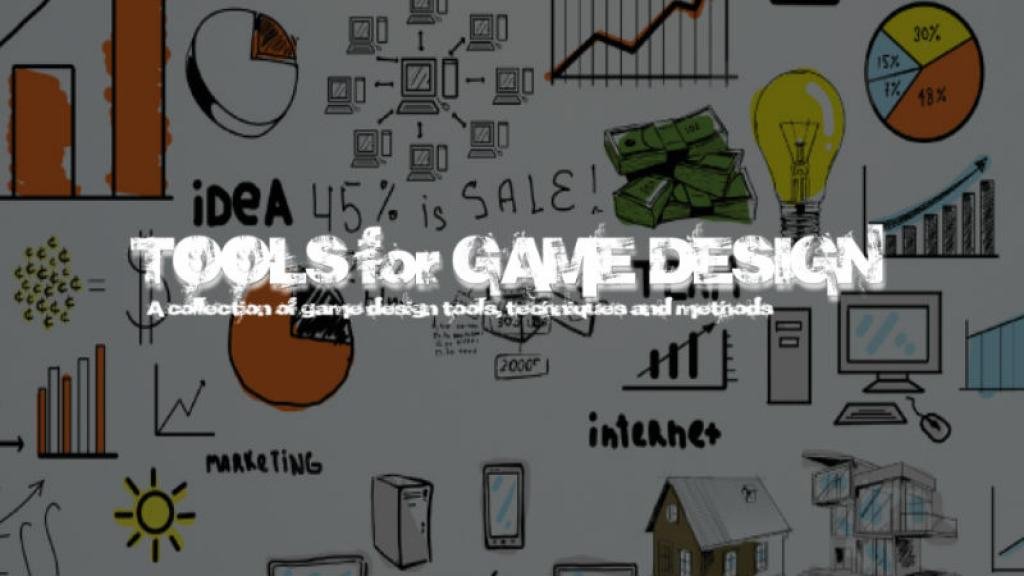 30%
15%
7%
48%
iDEA 45% is SALE!
TOOLS for GAME DESIGN
A collection of game design tools, techniques and methods
2000$
internet
MARKETING